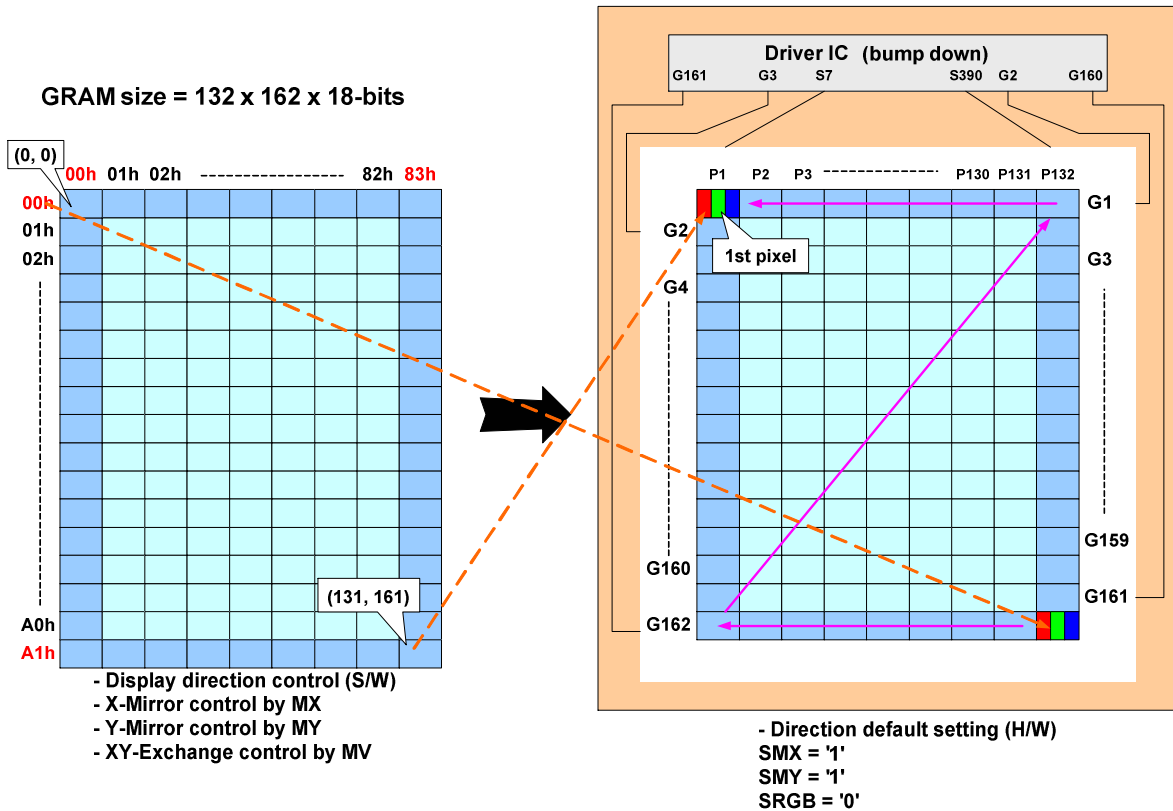 GRAM size = 132 x 162 x 18-bits
(0, 0)
00h 01h 02h 82h 83h
00h
01h
02h
A0h
A1h
(131, 161)
- Display direction control (S/W)
- X-Mirror control by MX
- Y-Mirror control by MY
- XY-Exchange control by MV
Driver IC (bump down)
G161 G3 S7 S390 G2 G160
P1 P2 P3 P130 P131 P132
G1
G2
1st pixel
G3
G4
G159
G160
G161
G162
- Direction default setting (H/W)
SMX = '1'
SMY = '1'
SRGB = '0'